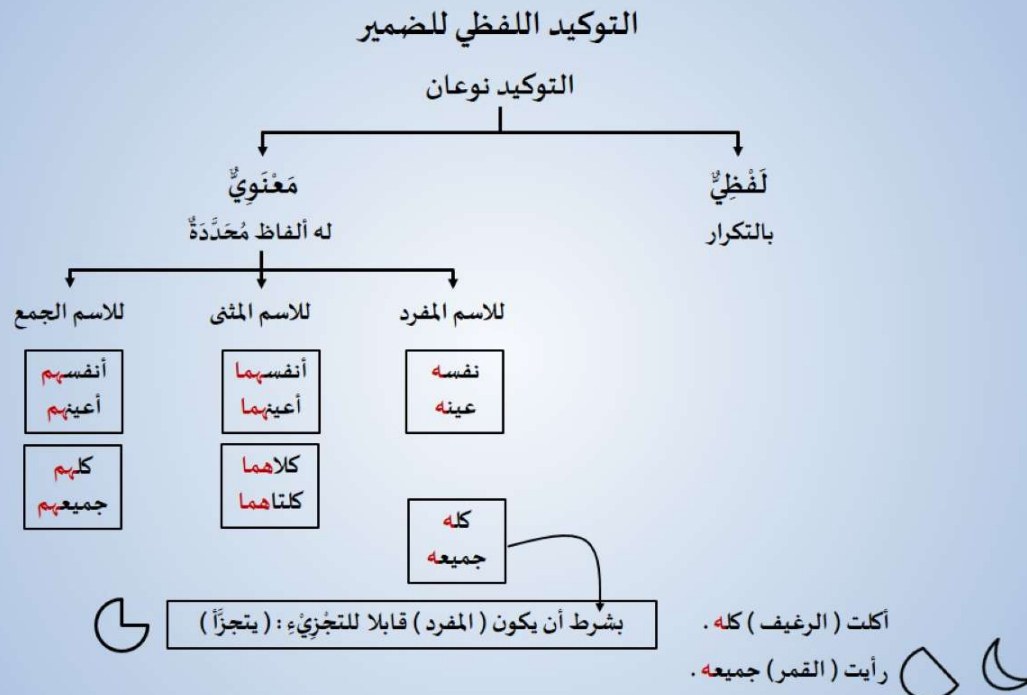 التوكيد اللفظي للضمير
التوكيد نوعان
لَفْظِيٌّ
بالتكرار
مَعْنَوِيٌّ
له ألفاظ مُحَدَّدَةٌ
للاسم المفرد
نفسه
عينه
كله
جميعه
للاسم المثنى
أنفسهما
أعينهما
كلاهما
كلتاهما
للاسم الجمع
أنفسهم
أعينهم
كلهم
جميعهم
بشرط أن يكون ( المفرد ) قابلا للتجْزِيْءِ : ( يتجزَّأ )
أكلت ( الرغيف ) كله .
رأيت ( القمر ) جميعه .